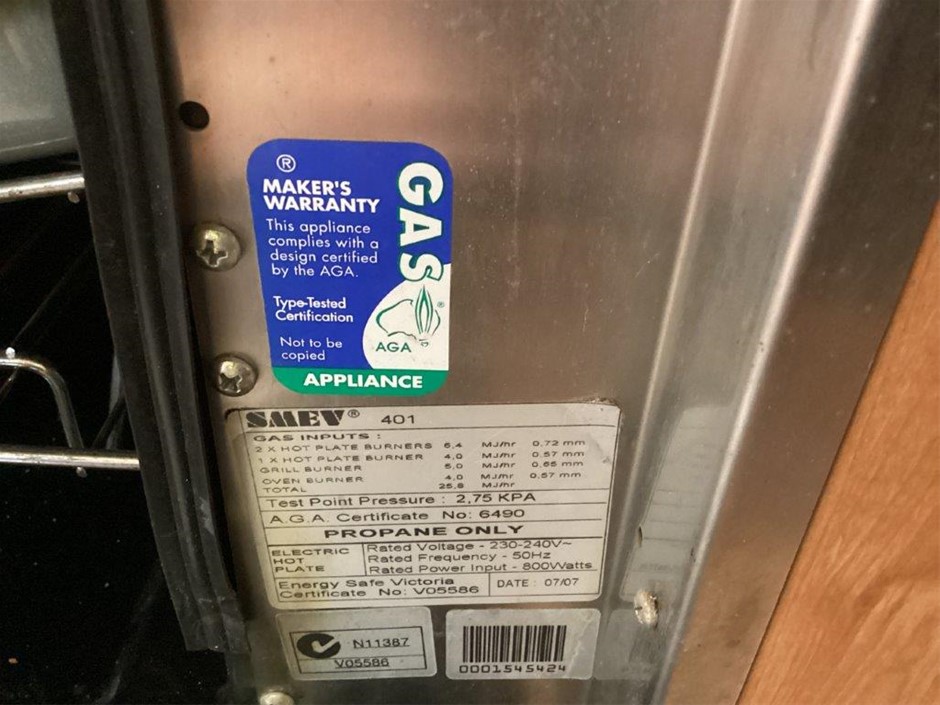 ®
MAKER'S
WARRANTY
This appliance
complies with a
design certified
by the AGA.
Type-Tested
Certification
Not to be
copied
GAS
®
AGA
APPLIANCE
SMEV® 401
GAS INPUTS :
2 X HOT PLATE BURNERS 6,4 MJ/hr 0,72 mm
1 X HOT PLATE BURNER 4,0 MJ/hr 0,57 mm
GRILL BURNER 5,0 MJ/hr 0,65 mm
OVEN BURNER 4,0 MJ/hr 0,57 mm
TOTAL 25,8 MJ/hr
Test Point Pressure : 2,75 KPA
A.G.A. Certificate No: 6490
PROPANE ONLY
ELECTRIC
HOT
PLATE
Rated Voltage - 230-240V~
Rated Frequency - 50Hz
Rated Power Input - 800Watts
Energy Safe Victoria
Certificate No: V05586
DATE : 07/07
N11387
V05586
0001545424